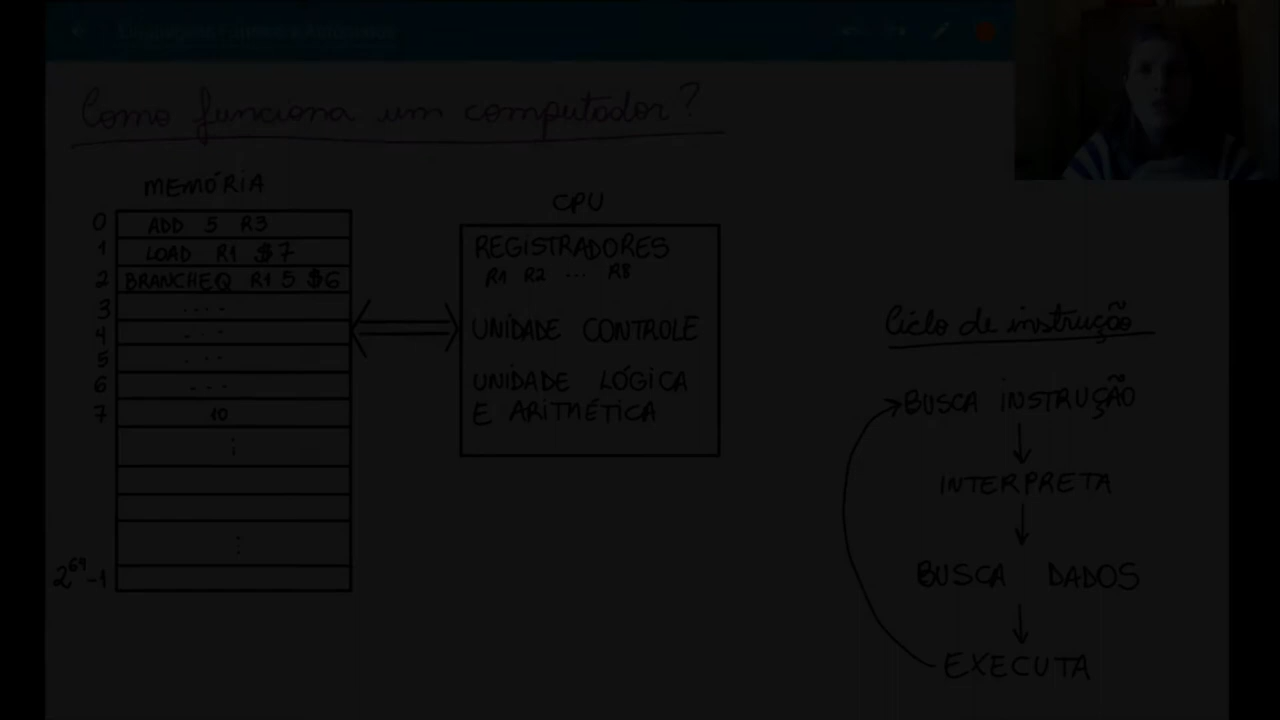 Como funciona um computador?
MEMÓRIA
0 ADD 5 R3
1 LOAD R1 $7
2 BRANCHEQ R1 5 $6
3 ....
4 ....
5 ....
6 ....
7 10
2^64-1
CPU
REGISTRADORES
R1 R2 ... R8
UNIDADE CONTROLE
UNIDADE LÓGICA
E ARITMÉTICA
Ciclo de instrução
BUSCA INSTRUÇÃO
INTERPRETA
BUSCA DADOS
EXECUTA